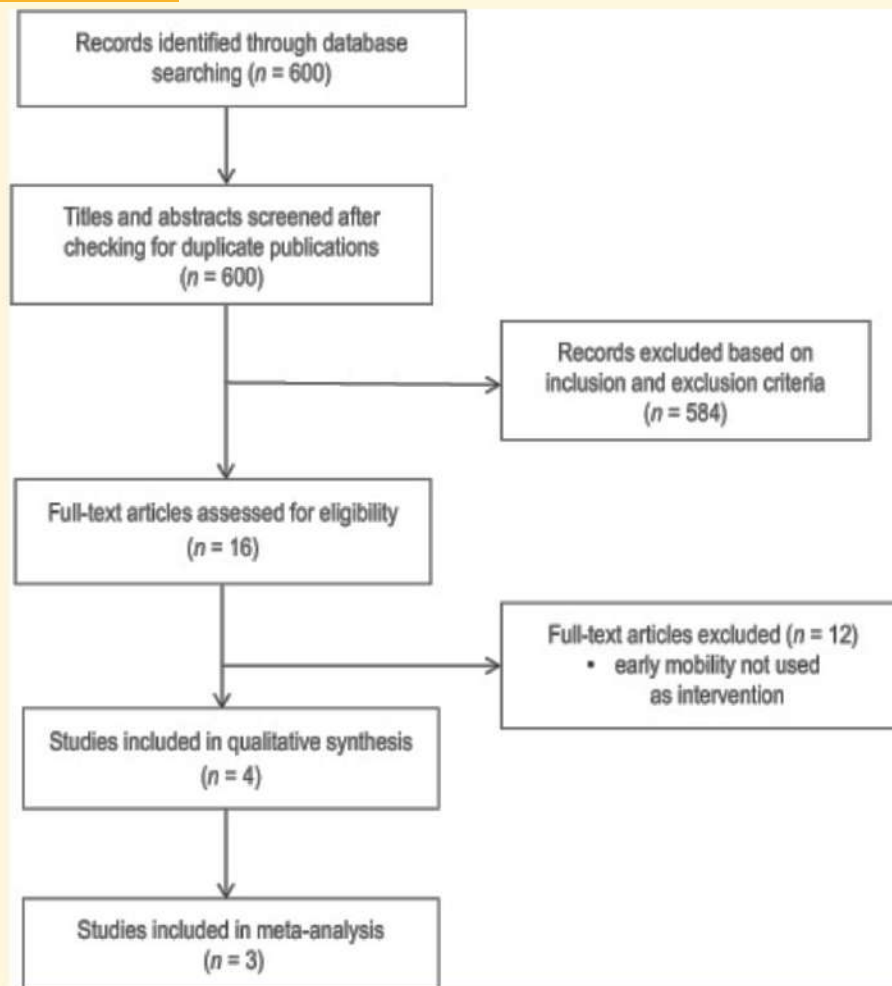 Records identified through database
searching (n = 600)
Titles and abstracts screened after
checking for duplicate publications
(n = 600)
Records excluded based on
inclusion and exclusion criteria
(n = 584)
Full-text articles assessed for eligibility
(n = 16)
Full-text articles excluded (n = 12)
• early mobility not used
as intervention
Studies included in qualitative synthesis
(n = 4)
Studies included in meta-analysis
(n = 3)